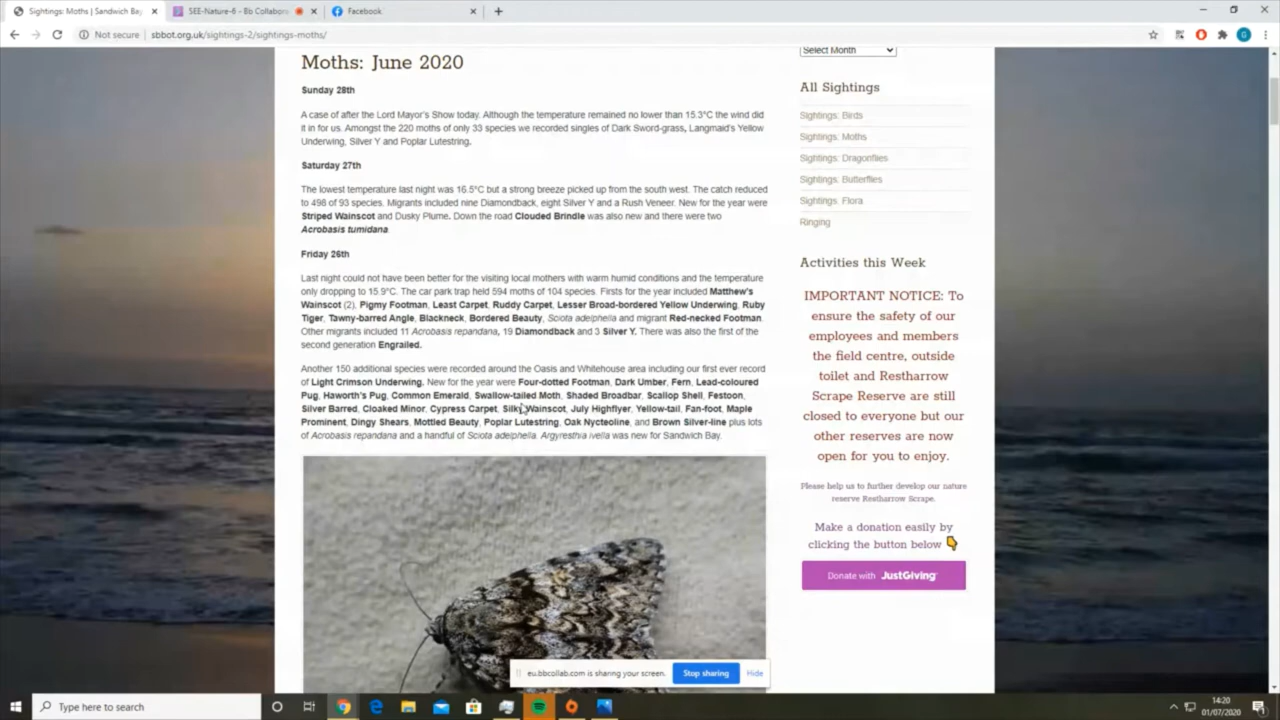 Sightings: Moths | Sandwich Bay
SEE-Nature-6 – Bb Collabora
Facebook
Not secure
sbbot.org.uk/sightings-2/sightings-moths/
Moths: June 2020
Sunday 28th
A case of after the Lord Mayor's Show today. Although the temperature remained no lower than 15.3°C the wind did
it in for us. Amongst the 220 moths of only 33 species we recorded singles of Dark Sword-grass, Langmaid's Yellow
Underwing, Silver Y and Poplar Lutestring.
Saturday 27th
The lowest temperature last night was 16.5°C but a strong breeze picked up from the south west. The catch reduced
to 498 of 93 species. Migrants included nine Diamondback, eight Silver Y and a Rush Veneer. New for the year were
Striped Wainscot and Dusky Plume. Down the road Clouded Brindle was also new and there were two
Acrobasis tumidana.
Friday 26th
Last night could not have been better for the visiting local mothers with warm humid conditions and the temperature
only dropping to 15.9°C. The car park trap held 594 moths of 104 species. Firsts for the year included Matthew's
Wainscot (2), Pigmy Footman, Least Carpet, Ruddy Carpet, Lesser Broad-bordered Yellow Underwing, Ruby
Tiger, Tawny-barred Angle, Blackneck, Bordered Beauty, Sciota adelphella and migrant Red-necked Footman.
Other migrants included 11 Acrobasis repandana, 19 Diamondback and 3 Silver Y. There was also the first of the
second generation Engrailed.
Another 150 additional species were recorded around the Oasis and Whitehouse area including our first ever record
of Light Crimson Underwing. New for the year were Four-dotted Footman, Dark Umber, Fern, Lead-coloured
Pug, Haworth's Pug, Common Emerald, Swallow-tailed Moth, Shaded Broadbar, Scallop Shell, Festoon,
Silver Barred, Cloaked Minor, Cypress Carpet, Silky Wainscot, July Highflyer, Yellow-tail, Fan-foot, Maple
Prominent, Dingy Shears, Mottled Beauty, Poplar Lutestring, Oak Nycteoline, and Brown Silver-line plus lots
of Acrobasis repandana and a handful of Sciota adelphella. Argyresthia ivella was new for Sandwich Bay.
Select Month
All Sightings
Sightings: Birds
Sightings: Moths
Sightings: Dragonflies
Sightings: Butterflies
Sightings: Flora
Ringing
Activities this Week
IMPORTANT NOTICE: To
ensure the safety of our
employees and members
the field centre, outside
toilet and Restharrow
Scrape Reserve are still
closed to everyone but our
other reserves are now
open for you to enjoy.
Please help us to further develop our nature
reserve Restharrow Scrape.
Make a donation easily by
clicking the button below
Donate with JustGiving
eu.bbcollab.com is sharing your screen.
Stop sharing
Hide
Type here to search
14:20
01/07/2020